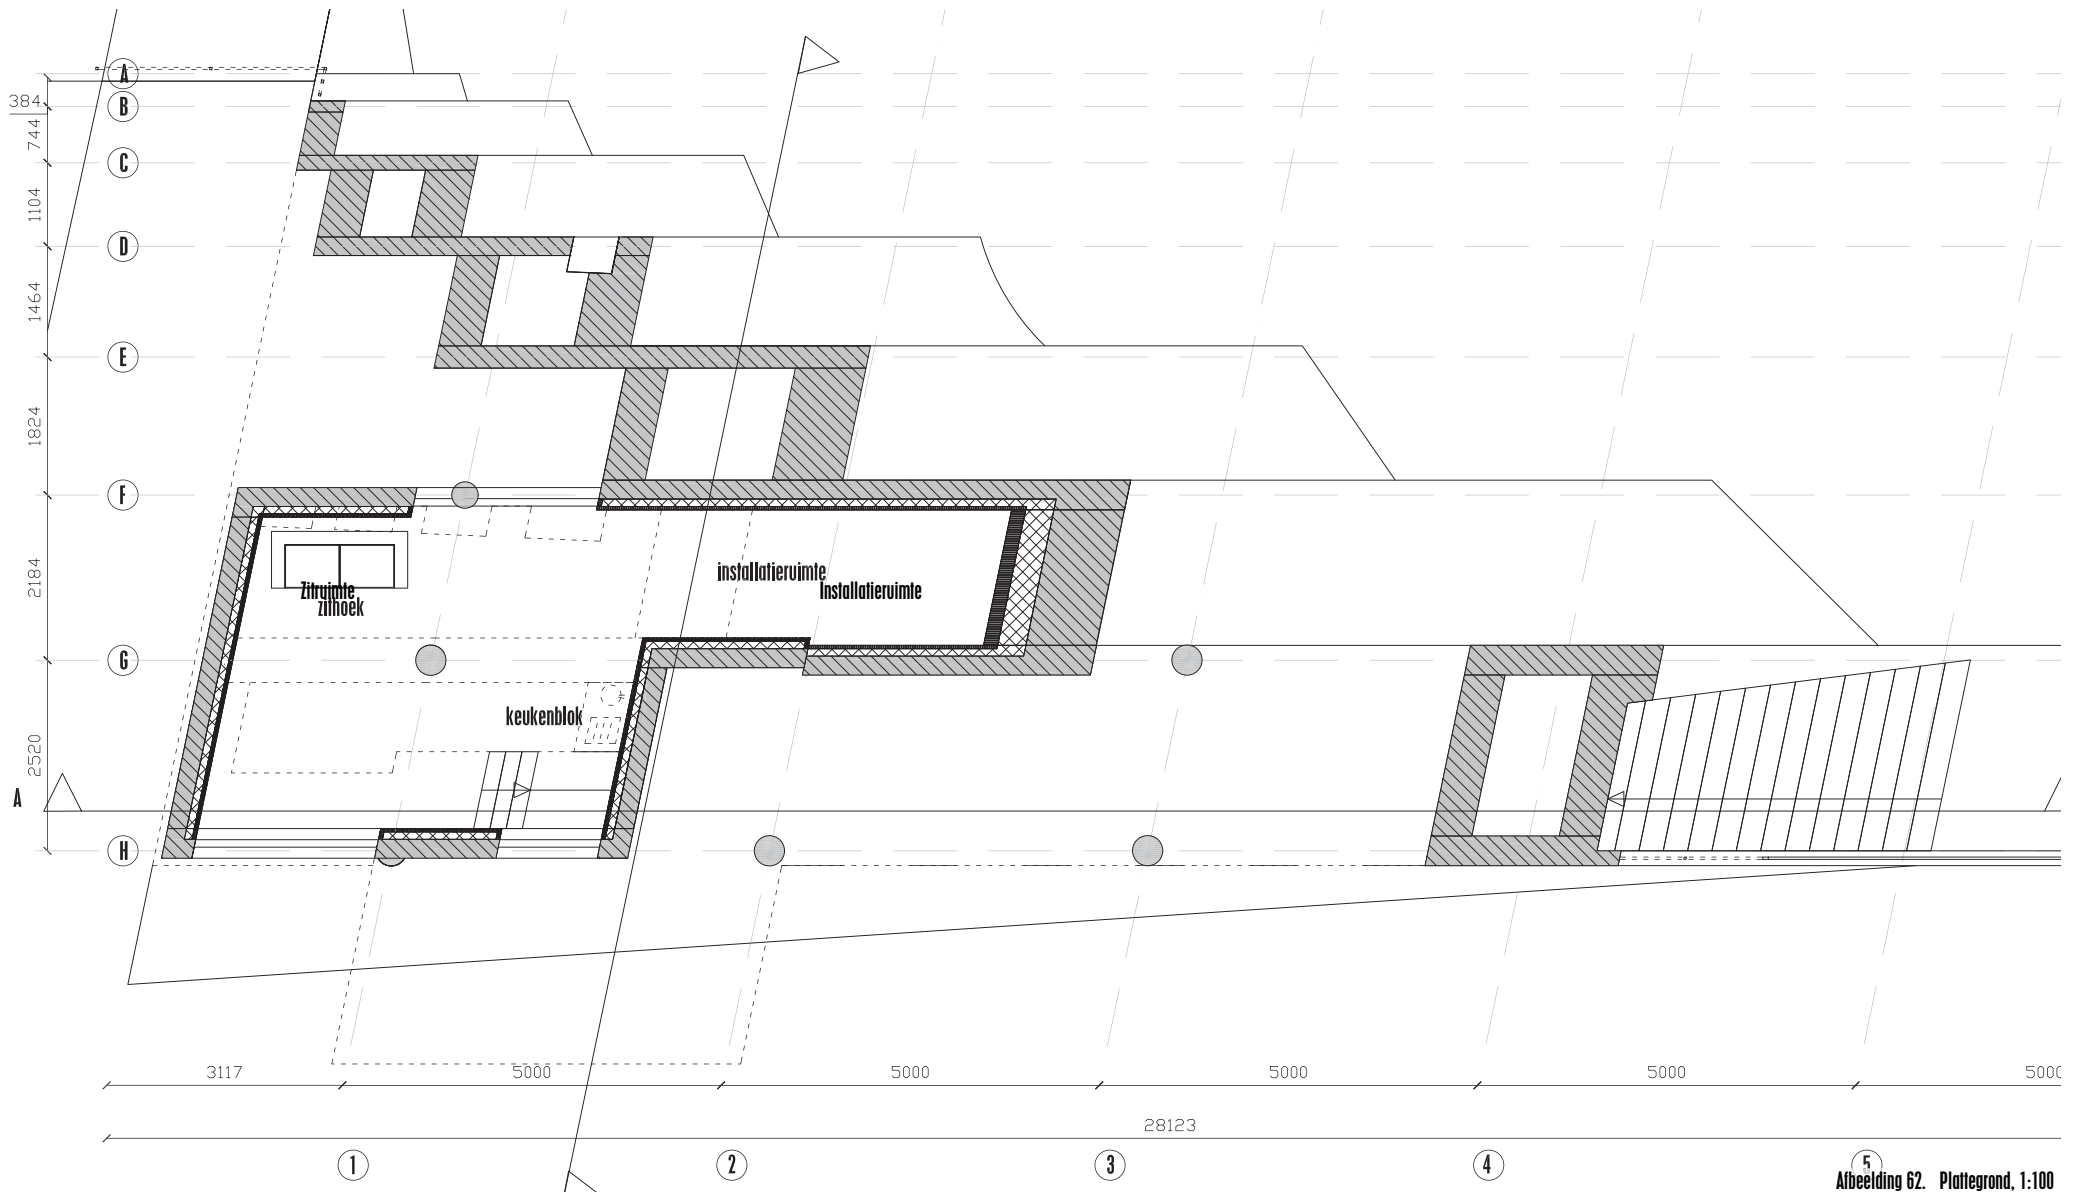 A
384
B
744
C
1104
D
1464
E
1824
F
2184
installatieruimte
Installatieruimte
Zitruimte
zithoek
G
keukenblok
2520
A
H
3117
5000
5000
5000
5000
5000
28123
1
2
3
4
5
Afbeelding 62. Plattegrond, 1:100